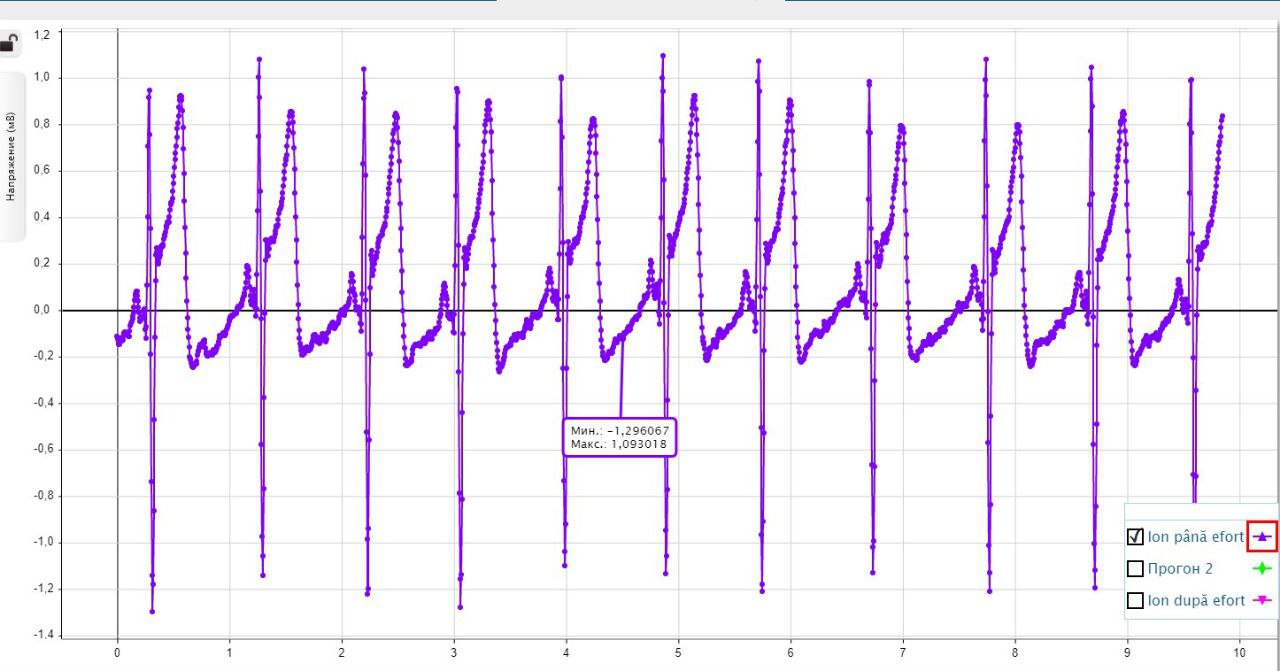 1,2
1,0
0,8
0,6
0,4
0,2
0,0
-0,2
-0,4
-0,6
-0,8
-1,0
-1,2
-1.4
Напряжение (мВ)
Мин.: -1,296067
Макс.: 1,093018
Ion până efort
Прогон 2
Ion după efort
0 1 2 3 4 5 6 7 8 9 10